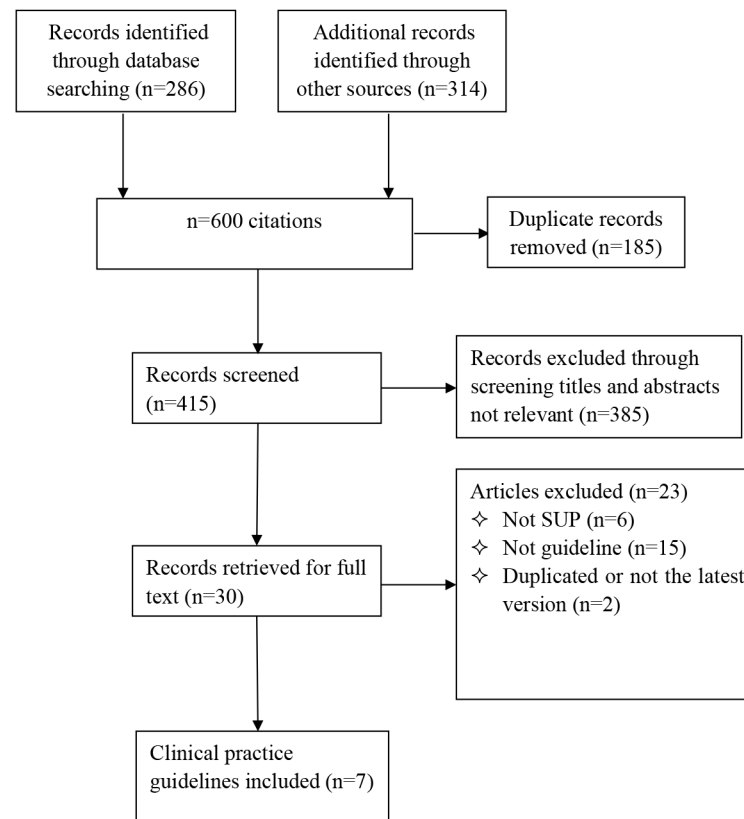 Records identified
through database
searching (n=286)
Additional records
identified through
other sources (n=314)
n=600 citations
Duplicate records
removed (n=185)
Records screened
(n=415)
Records excluded through
screening titles and abstracts
not relevant (n=385)
Articles excluded (n=23)
✧ Not SUP (n=6)
✧ Not guideline (n=15)
✧ Duplicated or not the latest
version (n=2)
Records retrieved for full
text (n=30)
Clinical practice
guidelines included (n=7)